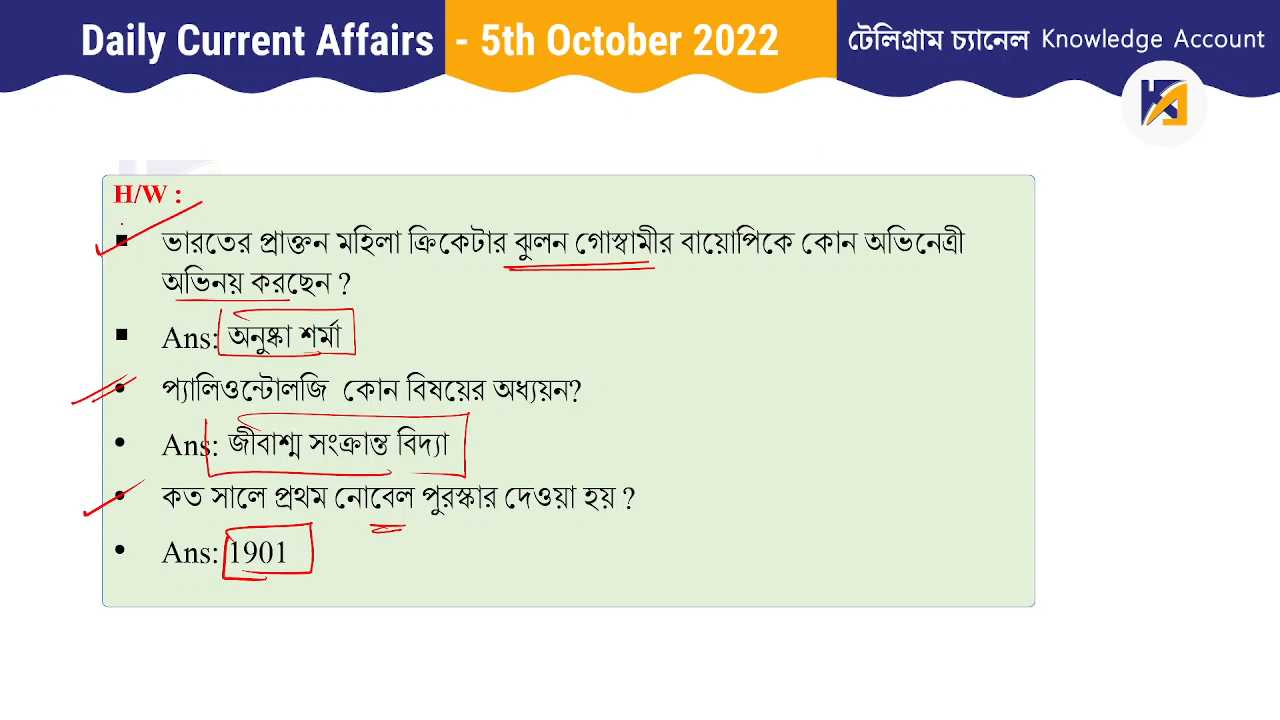 Daily Current Affairs - 5th October 2022
টেলিগ্রাম চ্যানেল Knowledge Account
H/W :
ভারতের প্রাক্তন মহিলা ক্রিকেটার ঝুলন গোস্বামীর বায়োপিকে কোন অভিনেত্রী
অভিনয় করছেন ?
Ans: অনুষ্কা শর্মা
প্যালিওন্টোলজি কোন বিষয়ের অধ্যয়ন?
Ans: জীবাশ্ম সংক্রান্ত বিদ্যা
কত সালে প্রথম নোবেল পুরস্কার দেওয়া হয় ?
Ans: 1901